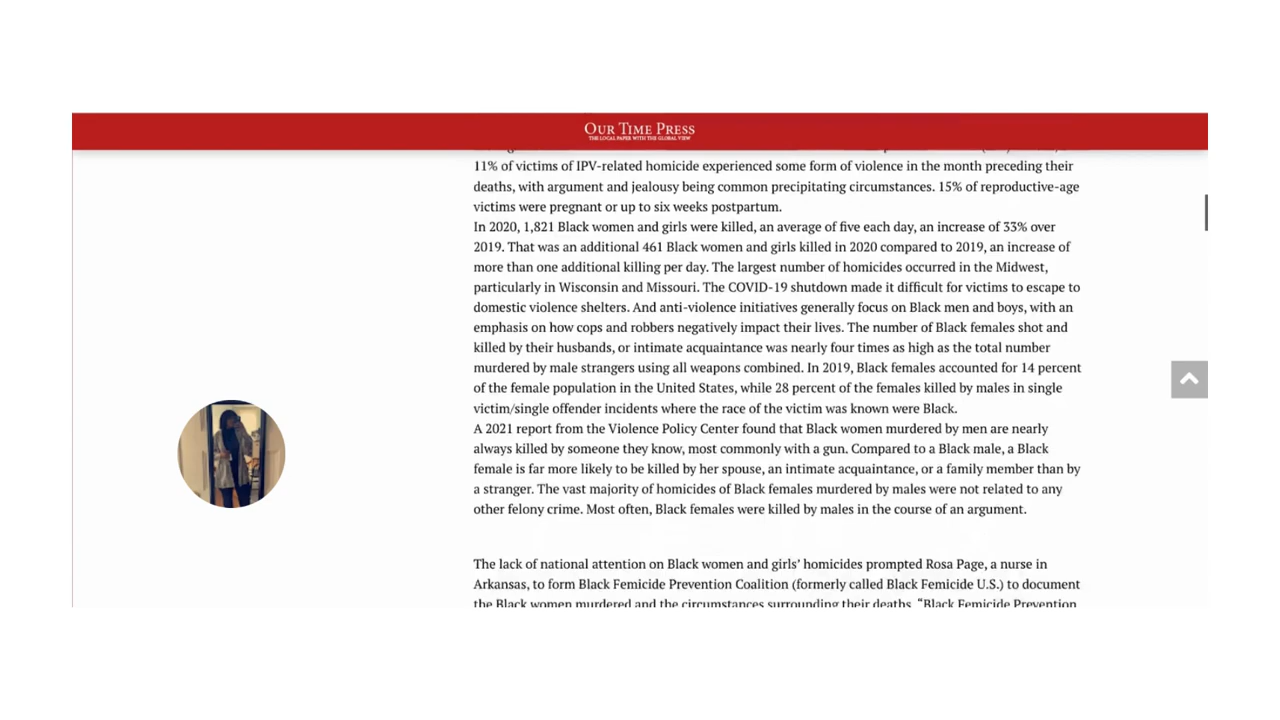 OUR TIME PRESS
THE LOCAL PAPER WITH THE GLOBAL VIEW
11% of victims of IPV-related homicide experienced some form of violence in the month preceding their
deaths, with argument and jealousy being common precipitating circumstances. 15% of reproductive-age
victims were pregnant or up to six weeks postpartum.
In 2020, 1,821 Black women and girls were killed, an average of five each day, an increase of 33% over
2019. That was an additional 461 Black women and girls killed in 2020 compared to 2019, an increase of
more than one additional killing per day. The largest number of homicides occurred in the Midwest,
particularly in Wisconsin and Missouri. The COVID-19 shutdown made it difficult for victims to escape to
domestic violence shelters. And anti-violence initiatives generally focus on Black men and boys, with an
emphasis on how cops and robbers negatively impact their lives. The number of Black females shot and
killed by their husbands, or intimate acquaintance was nearly four times as high as the total number
murdered by male strangers using all weapons combined. In 2019, Black females accounted for 14 percent
of the female population in the United States, while 28 percent of the females killed by males in single
victim/single offender incidents where the race of the victim was known were Black.
A 2021 report from the Violence Policy Center found that Black women murdered by men are nearly
always killed by someone they know, most commonly with a gun. Compared to a Black male, a Black
female is far more likely to be killed by her spouse, an intimate acquaintance, or a family member than by
a stranger. The vast majority of homicides of Black females murdered by males were not related to any
other felony crime. Most often, Black females were killed by males in the course of an argument.
The lack of national attention on Black women and girls’ homicides prompted Rosa Page, a nurse in
Arkansas, to form Black Femicide Prevention Coalition (formerly called Black Femicide U.S.) to document
the Black women murdered and the circumstances surrounding their deaths. “Black Femicide Prevention